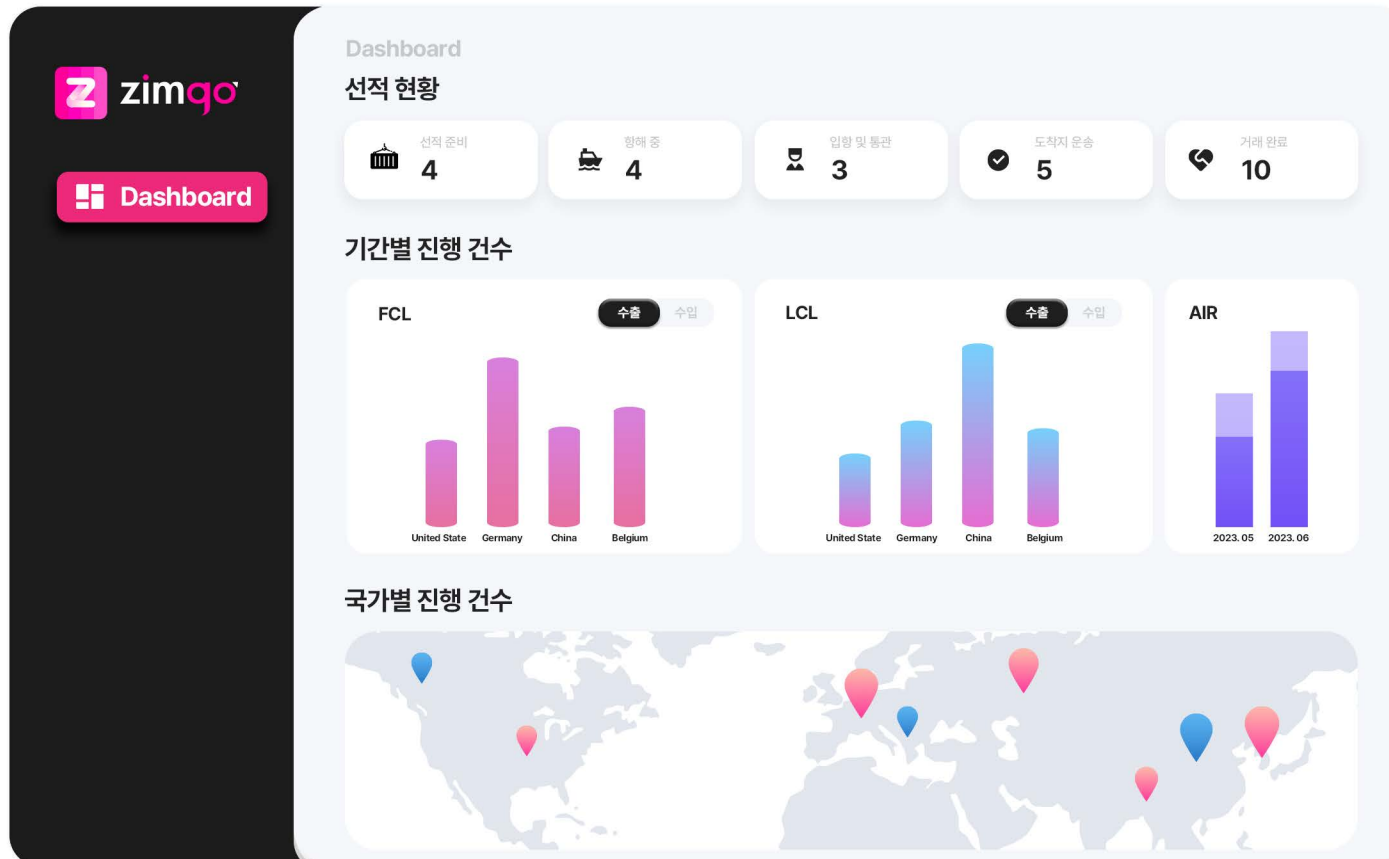 zimgo
Dashboard
Dashboard
선적 현황
선적 준비
4
항해 중
4
입항 및 통관
3
도착지 운송
5
거래 완료
10
기간별 진행 건수
FCL
수출
수입
United State
Germany
China
Belgium
LCL
수출
수입
United State
Germany
China
Belgium
AIR
2023. 05
2023. 06
국가별 진행 건수